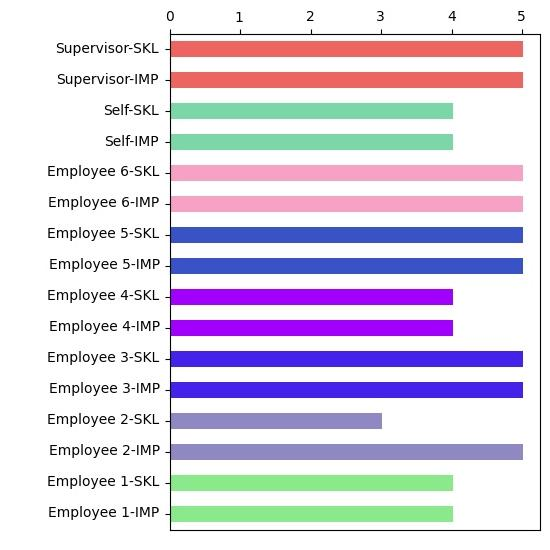 0 1 2 3 4 5
Supervisor-SKL
Supervisor-IMP
Self-SKL
Self-IMP
Employee 6-SKL
Employee 6-IMP
Employee 5-SKL
Employee 5-IMP
Employee 4-SKL
Employee 4-IMP
Employee 3-SKL
Employee 3-IMP
Employee 2-SKL
Employee 2-IMP
Employee 1-SKL
Employee 1-IMP